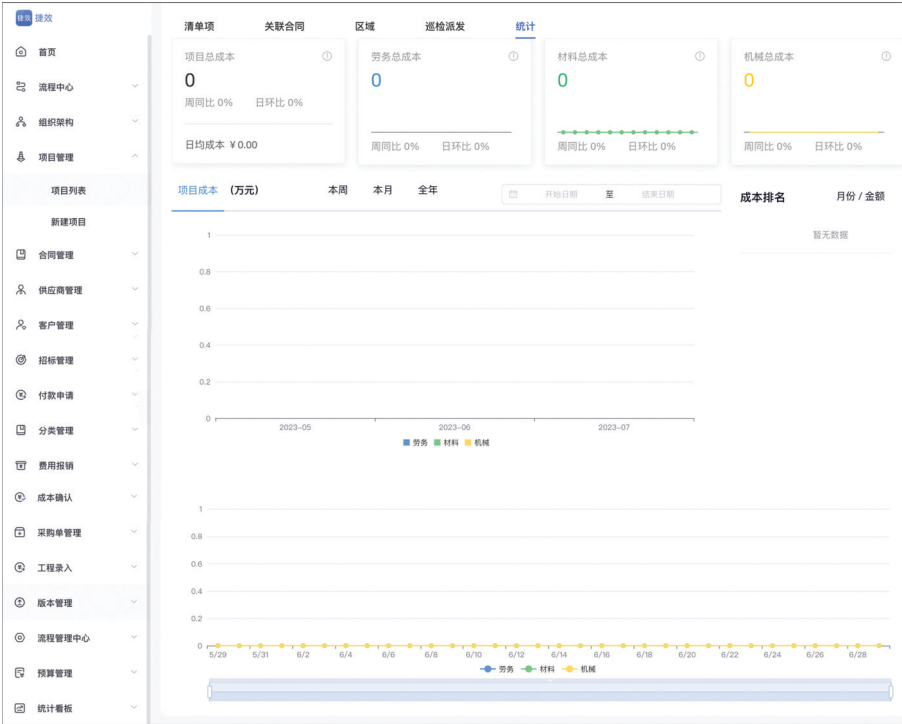 捷效 捷效
首页
流程中心
组织架构
项目管理
项目列表
新建项目
合同管理
供应商管理
客户管理
招标管理
付款申请
分类管理
费用报销
成本确认
采购单管理
工程录入
版本管理
流程管理中心
预算管理
统计看板
清单项 关联合同 区域 巡检派发 统计
项目总成本
0
周同比 0% 日环比 0%
日均成本 ¥0.00
劳务总成本
0
周同比 0% 日环比 0%
材料总成本
0
周同比 0% 日环比 0%
机械总成本
0
周同比 0% 日环比 0%
项目成本 (万元) 本周 本月 全年 开始日期 至 结束日期
成本排名 月份 / 金额
暂无数据
1
0.8
0.6
0.4
0.2
0
2023-05 2023-06 2023-07
劳务 材料 机械
1
0.8
0.6
0.4
0.2
0
5/29 5/31 6/2 6/4 6/6 6/8 6/10 6/12 6/14 6/16 6/18 6/20 6/22 6/24 6/26 6/28
劳务 材料 机械